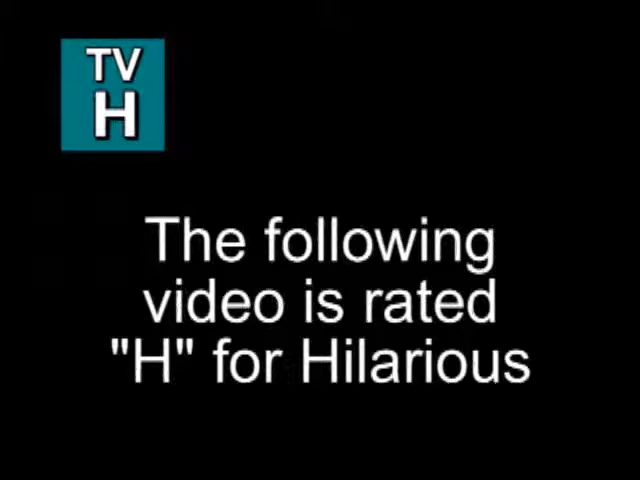 TV
H
The following
video is rated
"H" for Hilarious